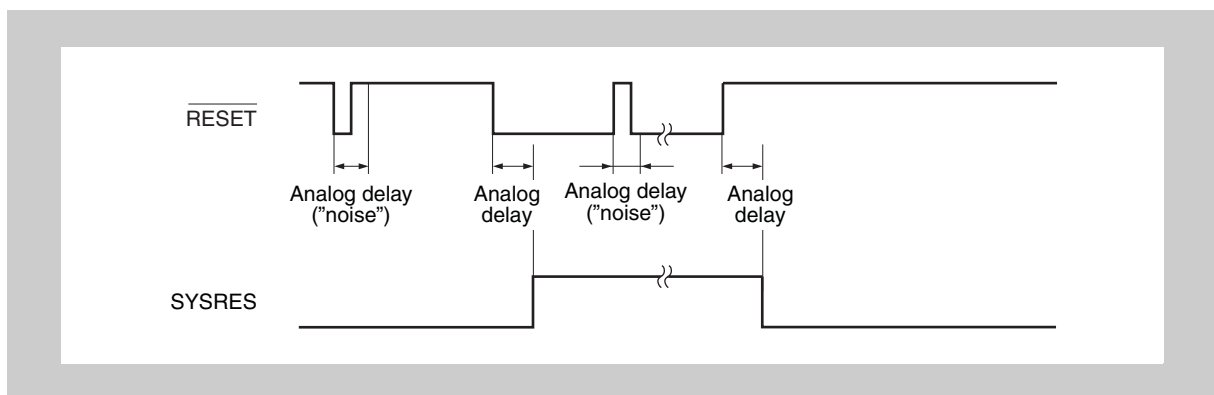 RESET
Analog delay
("noise")
Analog
delay
Analog delay
("noise")
Analog
delay
SYSRES